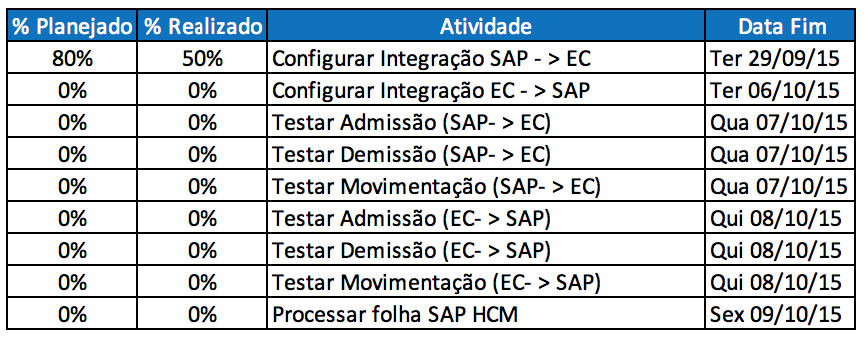 % Planejado % Realizado Atividade Data Fim
80% 50% Configurar Integração SAP - > EC Ter 29/09/15
0% 0% Configurar Integração EC - > SAP Ter 06/10/15
0% 0% Testar Admissão (SAP- > EC) Qua 07/10/15
0% 0% Testar Demissão (SAP- > EC) Qua 07/10/15
0% 0% Testar Movimentação (SAP- > EC) Qua 07/10/15
0% 0% Testar Admissão (EC- > SAP) Qui 08/10/15
0% 0% Testar Demissão (EC- > SAP) Qui 08/10/15
0% 0% Testar Movimentação (EC- > SAP) Qui 08/10/15
0% 0% Processar folha SAP HCM Sex 09/10/15